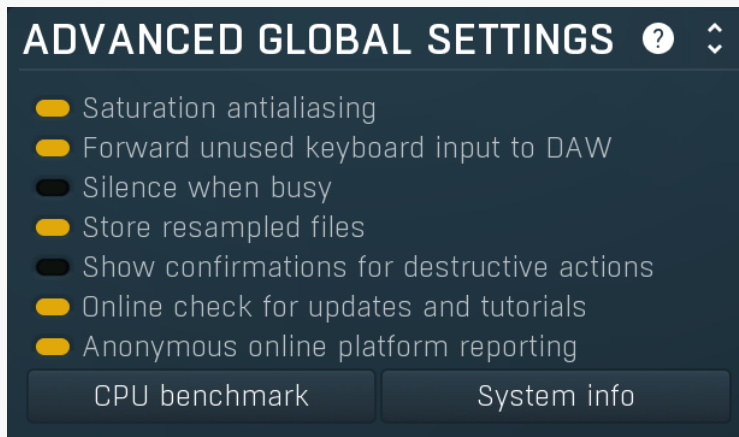 ADVANCED GLOBAL SETTINGS ?
Saturation antialiasing
Forward unused keyboard input to DAW
Silence when busy
Store resampled files
Show confirmations for destructive actions
Online check for updates and tutorials
Anonymous online platform reporting
CPU benchmark System info